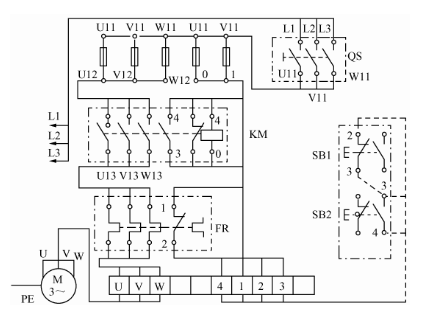 U11 V11 W11 U11 V11
L1 L2 L3
QS
U11 W11
V11
U12 V12 W12 0 1
L1
L2
L3
4 4
KM
3 0
2
SB1
3
3
SB2
4
U13 V13 W13
1
FR
2
U V W
M
3~
PE
U V W 4 1 2 3